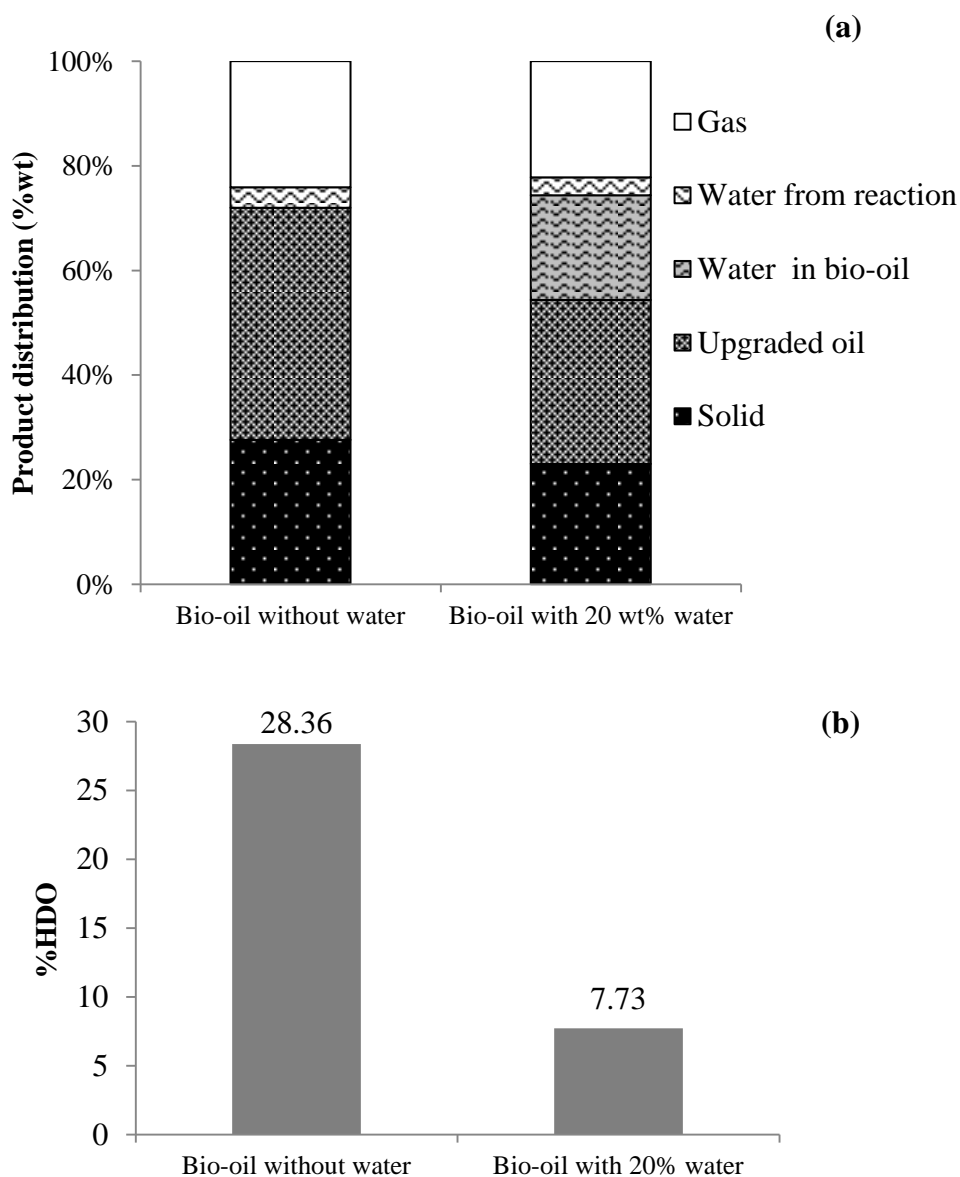 (a)
100%
80%
60%
40%
20%
0%
Product distribution (%wt)
Gas
Water from reaction
Water in bio-oil
Upgraded oil
Solid
Bio-oil without water
Bio-oil with 20 wt% water
(b)
30
25
20
15
10
5
0
%HDO
28.36
7.73
Bio-oil without water
Bio-oil with 20% water